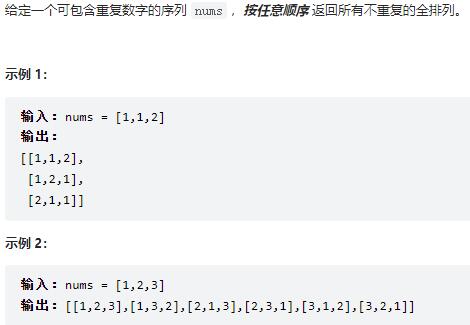 给定一个可包含重复数字的序列 nums ，按任意顺序 返回所有不重复的全排列。
示例 1：
输入：nums = [1,1,2]
输出：
[[1,1,2],
[1,2,1],
[2,1,1]]
示例 2：
输入：nums = [1,2,3]
输出：[[1,2,3],[1,3,2],[2,1,3],[2,3,1],[3,1,2],[3,2,1]]